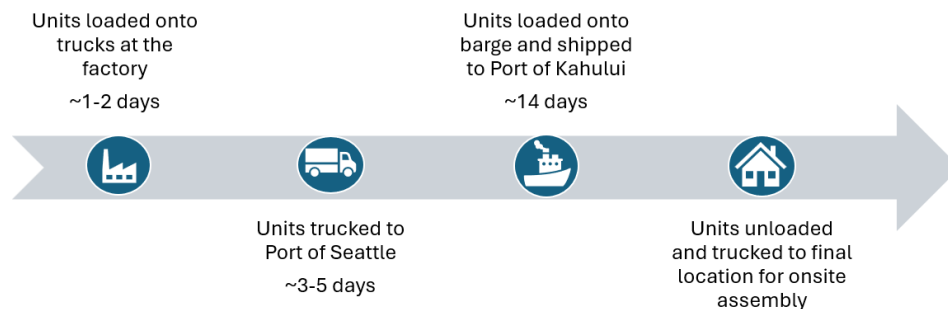 Units loaded onto
trucks at the
factory
~1-2 days
Units trucked to
Port of Seattle
~3-5 days
Units loaded onto
barge and shipped
to Port of Kahului
~14 days
Units unloaded
and trucked to final
location for onsite
assembly